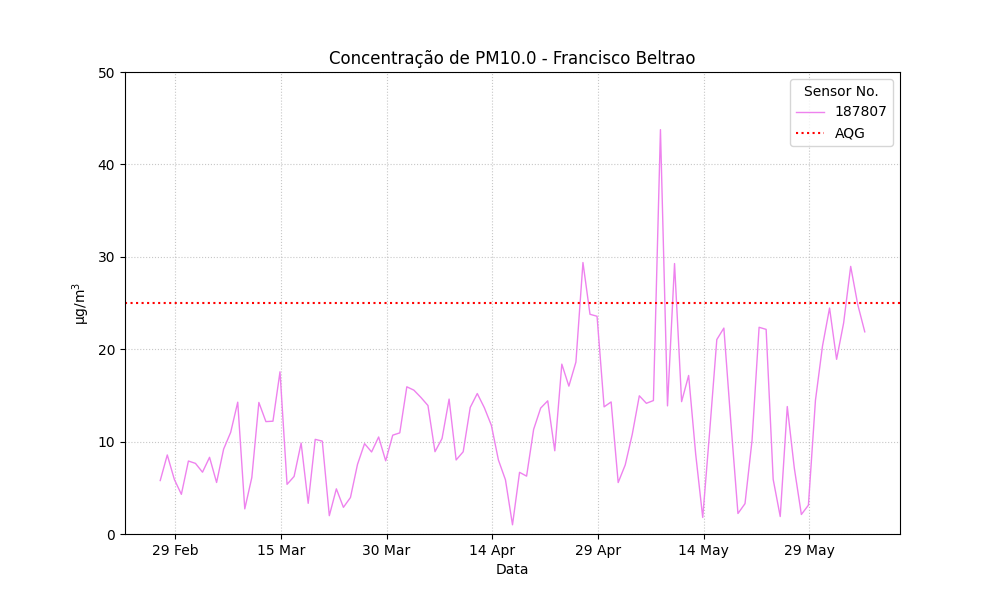 Concentração de PM10.0 - Francisco Beltrao
Sensor No.
187807
AQG
µg/m³
50
40
30
20
10
0
29 Feb
15 Mar
30 Mar
14 Apr
29 Apr
14 May
29 May
Data